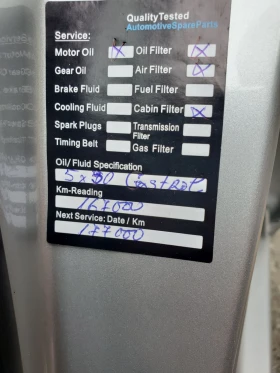 QualityTested
AutomotiveSpareParts
Service:
Motor Oil X Oil Filter X
Gear Oil Air Filter X
Brake Fluid Fuel Filter
Cooling Fluid Cabin Filter X
Spark Plugs Transmission Filter
Timing Belt Gas Filter
Oil/ Fluid Specification
5x30 Castrol
Km-Reading
167000
Next Service: Date / Km
177000